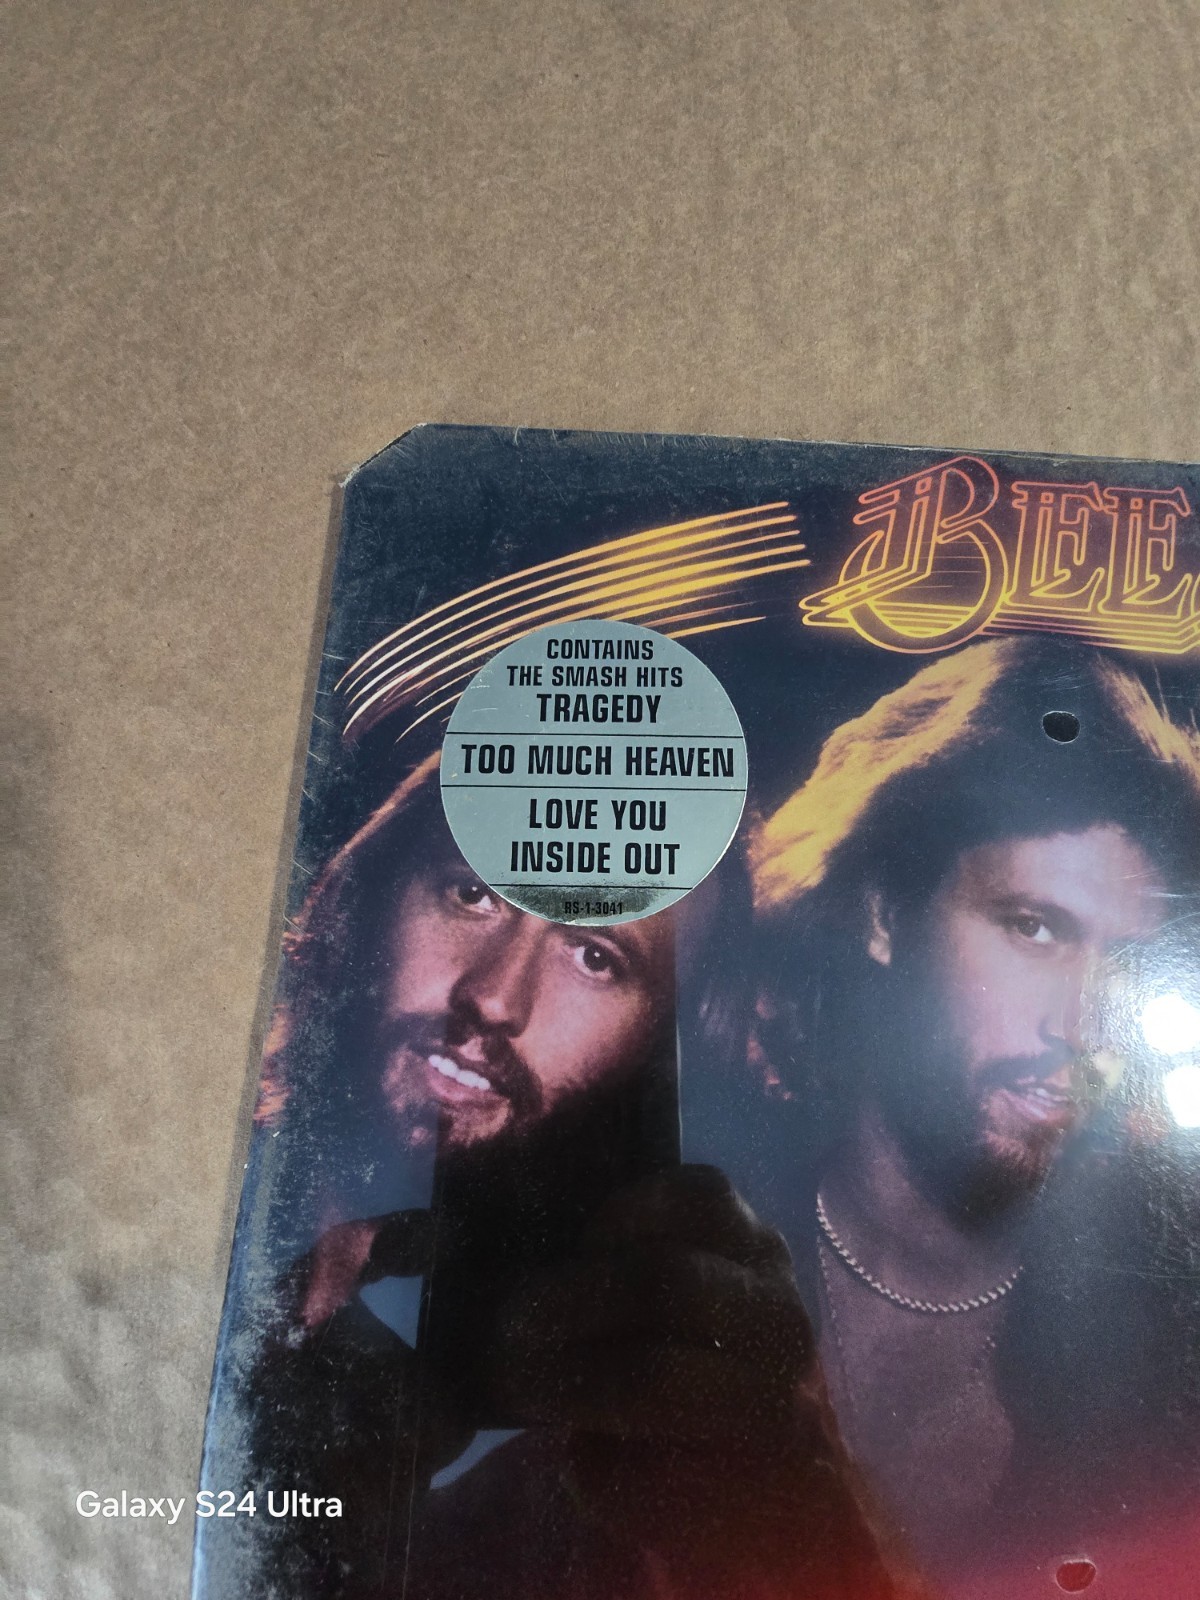 BEE
CONTAINS
THE SMASH HITS
TRAGEDY
TOO MUCH HEAVEN
LOVE YOU
INSIDE OUT
RS-1-3041
Galaxy S24 Ultra